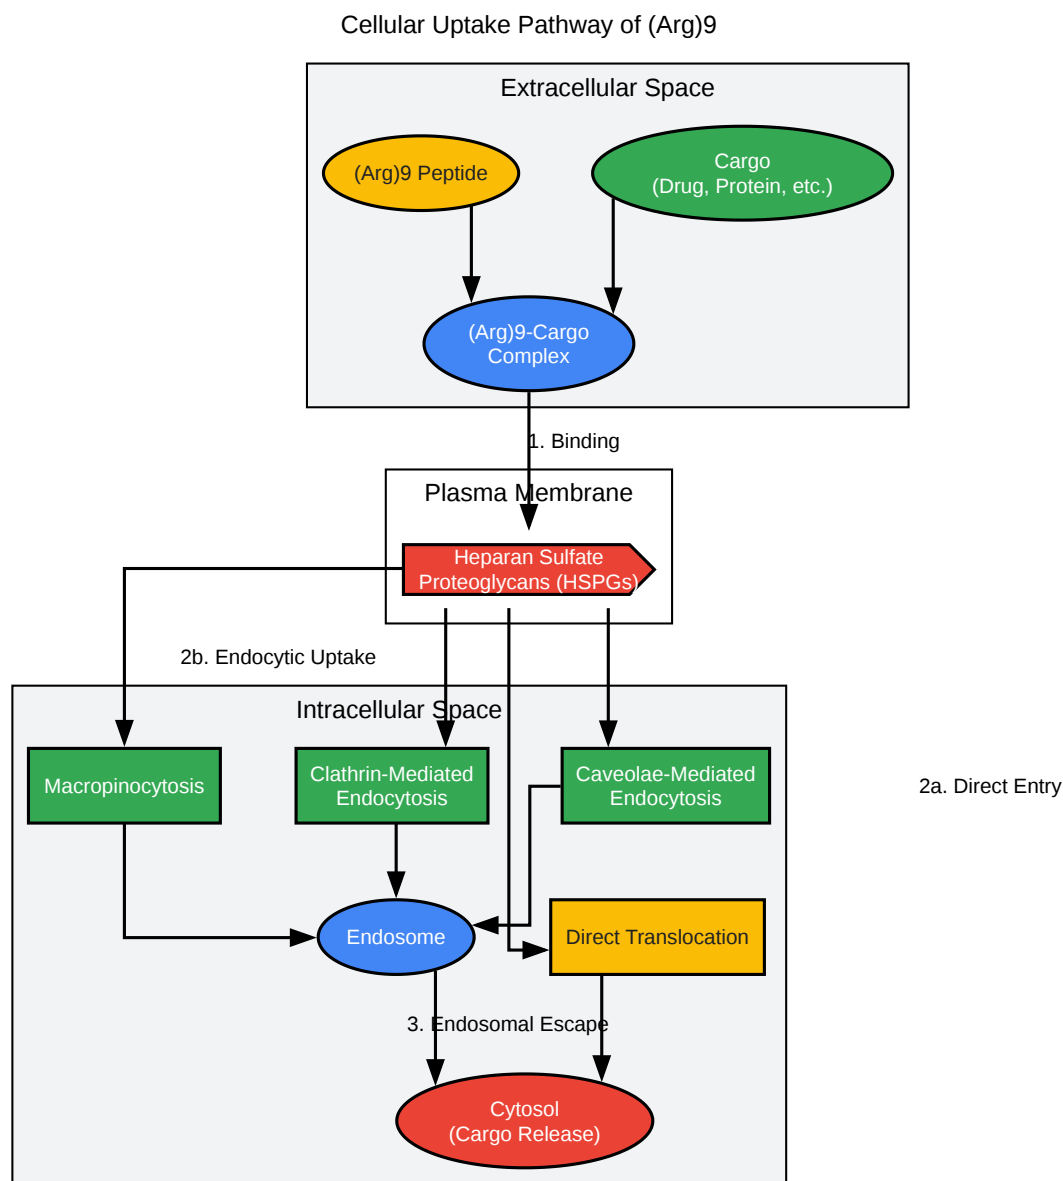 Cellular Uptake Pathway of (Arg)9
Extracellular Space
(Arg)9 Peptide
Cargo
(Drug, Protein, etc.)
(Arg)9-Cargo
Complex
1. Binding
Plasma Membrane
Heparan Sulfate
Proteoglycans (HSPGs)
2b. Endocytic Uptake
Intracellular Space
Macropinocytosis
Clathrin-Mediated
Endocytosis
Caveolae-Mediated
Endocytosis
2a. Direct Entry
Endosome
Direct Translocation
3. Endosomal Escape
Cytosol
(Cargo Release)